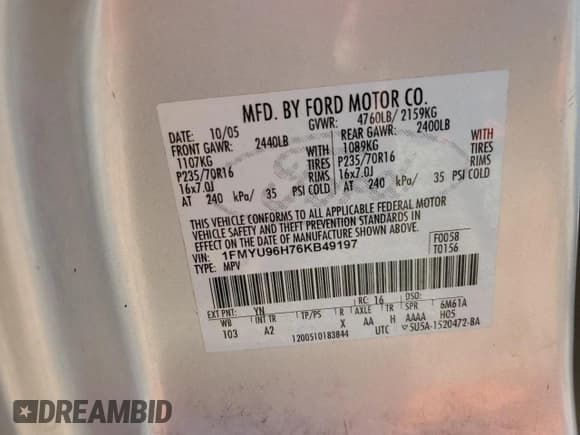 MFD. BY FORD MOTOR CO.
DATE: 10/05 GVWR: 4760LB/ 2159KG
FRONT GAWR: 2440LB REAR GAWR: 2400LB
1107KG WITH 1089KG WITH
P235/70R16 TIRES P235/70R16 TIRES
16x7.0J RIMS 16x7.0J RIMS
AT 240 kPa/ 35 PSI COLD AT 240 kPa/ 35 PSI COLD
THIS VEHICLE CONFORMS TO ALL APPLICABLE FEDERAL MOTOR
VEHICLE SAFETY AND THEFT PREVENTION STANDARDS IN
EFFECT ON THE DATE OF MANUFACTURE SHOWN ABOVE.
VIN: 1FMYU96H76KB49197 F0058
TYPE: MPV T0156
EXT PNT: YN RC: 16 DSO:
WB INT TR TP/PS R AXLE TR SPR 6M61A
103 A2 X AA H AAAA H05
1200510183844 UTC 5U5A-1520472-BA
DREAMBID